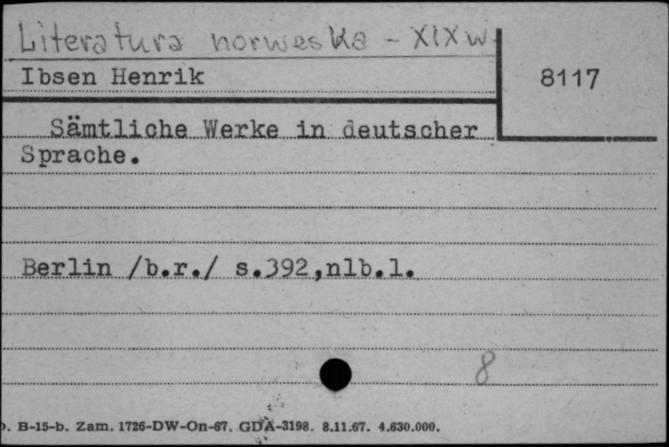 Literatura norweska - XIX w.
Ibsen Henrik
8117
Sämtliche Werke in deutscher
Sprache.
Berlin /b.r./ s.392,nlb.l.
8
B-15-b. Zam. 1726-DW-On-67. GDA-3198. 8.11.67. 4.630.000.